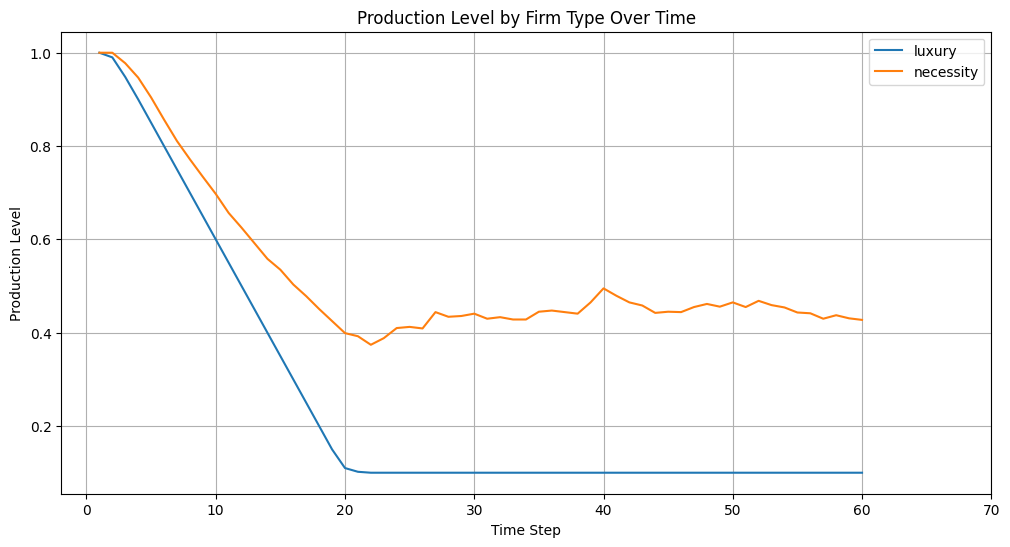 Production Level by Firm Type Over Time
luxury
necessity
Production Level
1.0
0.8
0.6
0.4
0.2
0 10 20 30 40 50 60 70
Time Step